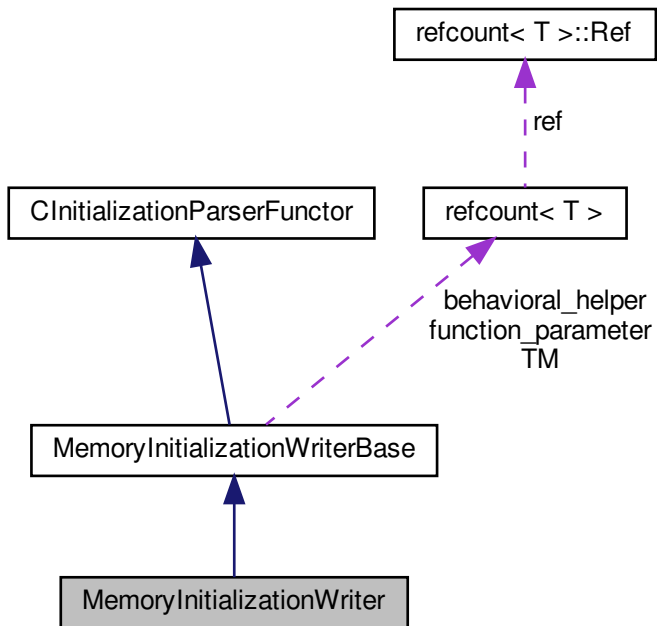 refcount< T >::Ref
ref
CInitializationParserFunctor
refcount< T >
behavioral_helper
function_parameter
TM
MemoryInitializationWriterBase
MemoryInitializationWriter